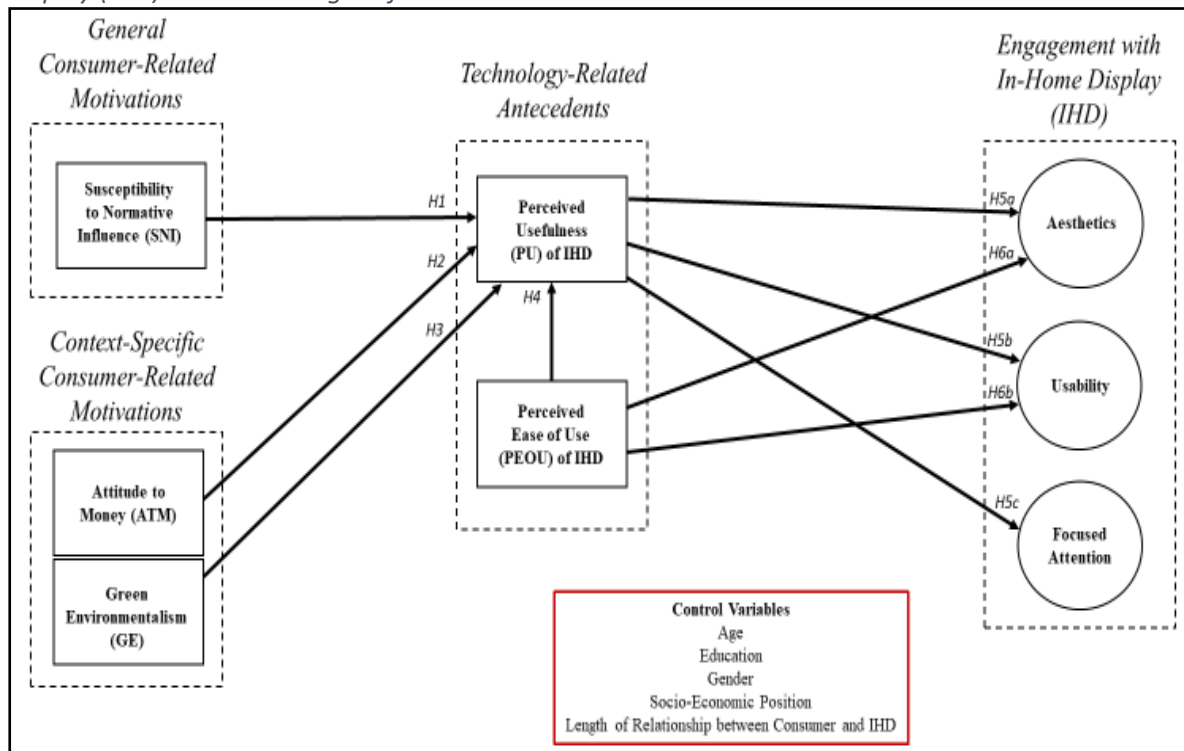 General
Consumer-Related
Motivations
Susceptibility
to Normative
Influence (SNI)
Context-Specific
Consumer-Related
Motivations
Attitude to
Money (ATM)
Green
Environmentalism
(GE)
H1
H2
H3
Technology-Related
Antecedents
Perceived
Usefulness
(PU) of IHD
H4
Perceived
Ease of Use
(PEOU) of IHD
Engagement with
In-Home Display
(IHD)
H5a
Aesthetics
H6a
H5b
Usability
H6b
H5c
Focused
Attention
Control Variables
Age
Education
Gender
Socio-Economic Position
Length of Relationship between Consumer and IHD